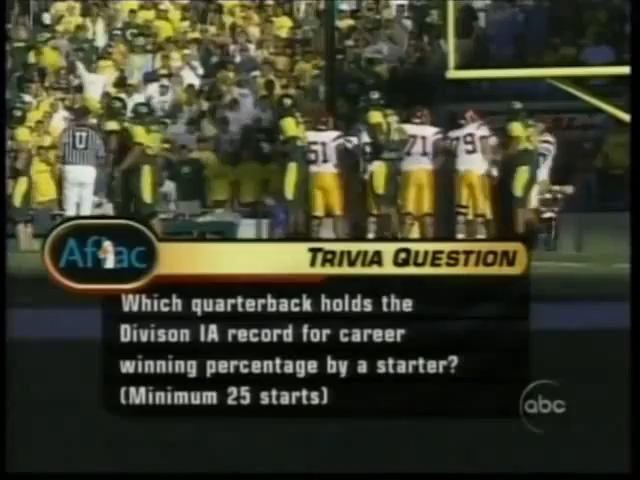 U
51
71
79
Aflac
TRIVIA QUESTION
Which quarterback holds the
Divison IA record for career
winning percentage by a starter?
(Minimum 25 starts)
abc